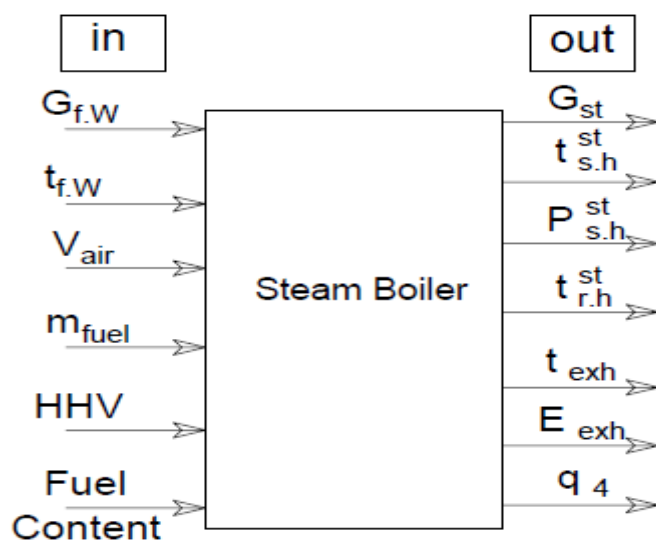 in
out
G f.W
t f.W
V air
m fuel
HHV
Fuel
Content
Steam Boiler
G st
t st s.h
P st s.h
t st r.h
t exh
E exh
q 4